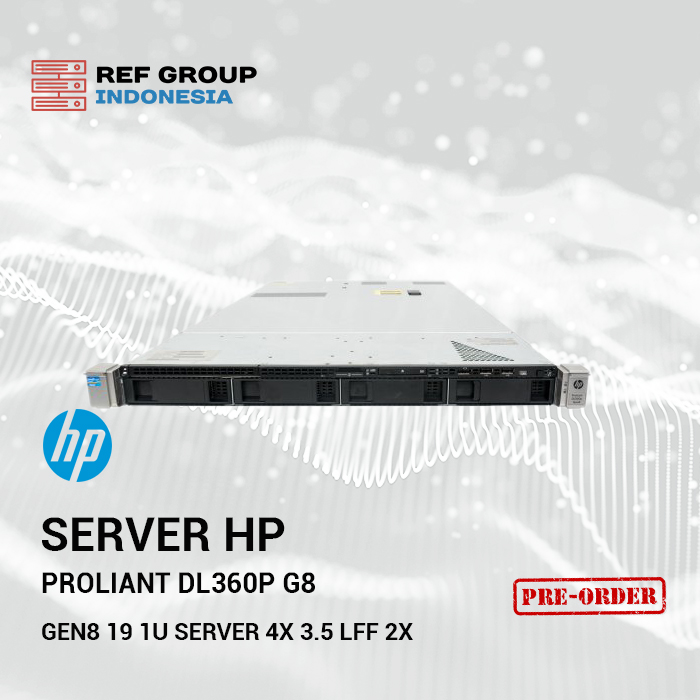 REF GROUP
INDONESIA
hp
SERVER HP
PROLIANT DL360P G8
PRE-ORDER
GEN8 19 1U SERVER 4X 3.5 LFF 2X